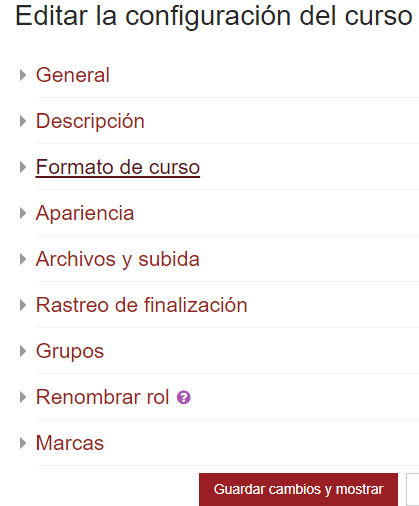 Editar la configuración del curso
General
Descripción
Formato de curso
Apariencia
Archivos y subida
Rastreo de finalización
Grupos
Renombrar rol ?
Marcas
Guardar cambios y mostrar